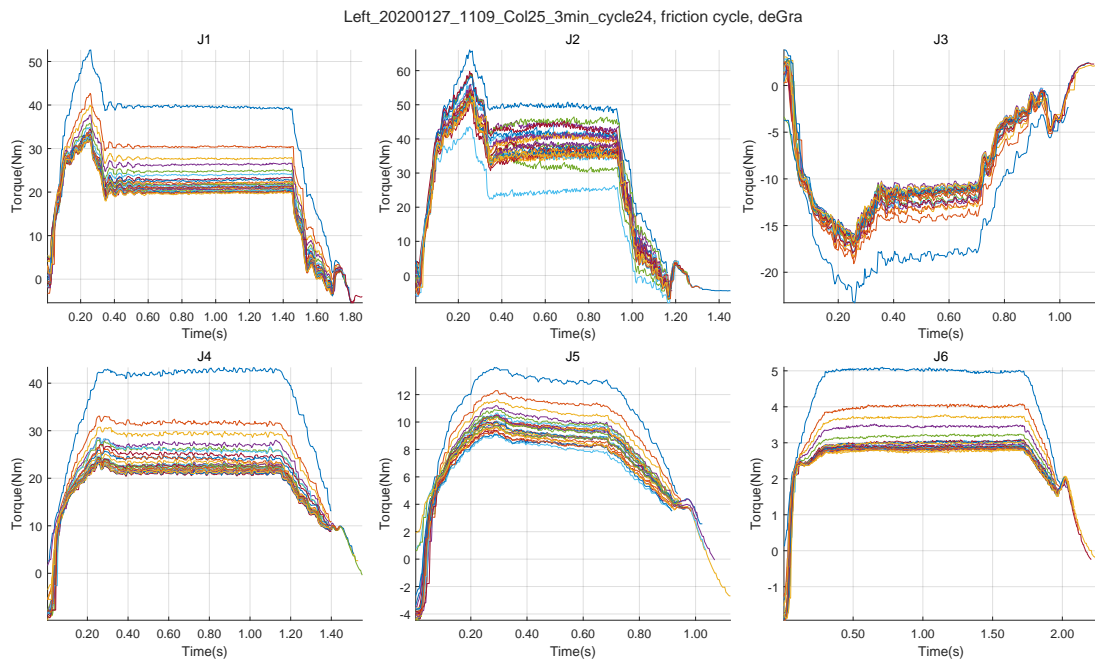 Left_20200127_1109_Col25_3min_cycle24, friction cycle, deGra
J1
Torque(Nm)
50
40
30
20
10
0
0.20 0.40 0.60 0.80 1.00 1.20 1.40 1.60 1.80
Time(s)
J2
Torque(Nm)
60
50
40
30
20
10
0
0.20 0.40 0.60 0.80 1.00 1.20 1.40
Time(s)
J3
Torque(Nm)
0
-5
-10
-15
-20
0.20 0.40 0.60 0.80 1.00
Time(s)
J4
Torque(Nm)
40
30
20
10
0
0.20 0.40 0.60 0.80 1.00 1.20 1.40
Time(s)
J5
Torque(Nm)
12
10
8
6
4
2
0
-2
-4
0.20 0.40 0.60 0.80 1.00
Time(s)
J6
Torque(Nm)
5
4
3
2
1
0
-1
0.50 1.00 1.50 2.00
Time(s)